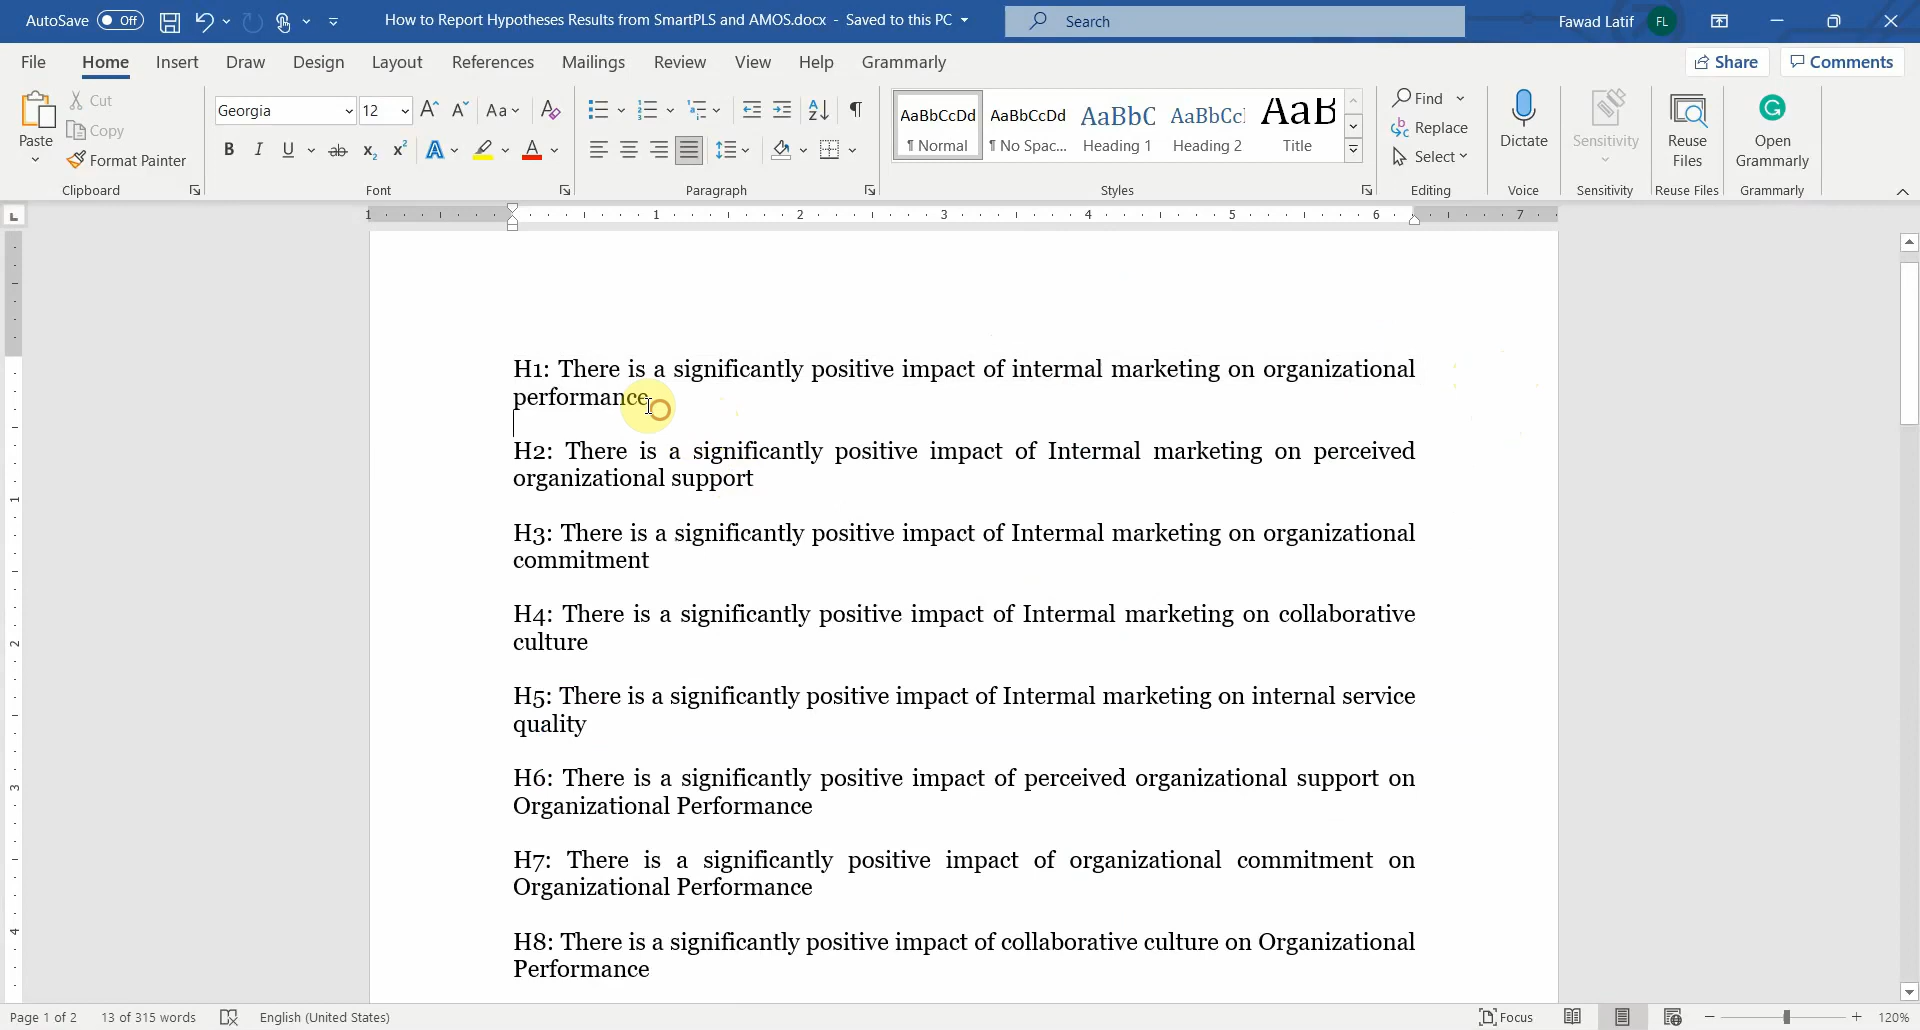 AutoSave Off How to Report Hypotheses Results from SmartPLS and AMOS.docx - Saved to this PC Search Fawad Latif FL
File Home Insert Draw Design Layout References Mailings Review View Help Grammarly Share Comments
Paste Cut Copy Format Painter Clipboard
Georgia 12 Aa Font
Paragraph
AaBbCcDd ¶ Normal AaBbCcDd ¶ No Spac... AaBbC Heading 1 AaBbCc Heading 2 AaB Title Styles
Find Replace Select Editing
Dictate Voice
Sensitivity Sensitivity
Reuse Files Reuse Files
Open Grammarly Grammarly
1 1 2 3 4 5 6 7
H1: There is a significantly positive impact of intermal marketing on organizational
performance
H2: There is a significantly positive impact of Intermal marketing on perceived
organizational support
H3: There is a significantly positive impact of Intermal marketing on organizational
commitment
H4: There is a significantly positive impact of Intermal marketing on collaborative
culture
H5: There is a significantly positive impact of Intermal marketing on internal service
quality
H6: There is a significantly positive impact of perceived organizational support on
Organizational Performance
H7: There is a significantly positive impact of organizational commitment on
Organizational Performance
H8: There is a significantly positive impact of collaborative culture on Organizational
Performance
Page 1 of 2 13 of 315 words English (United States) Focus 120%